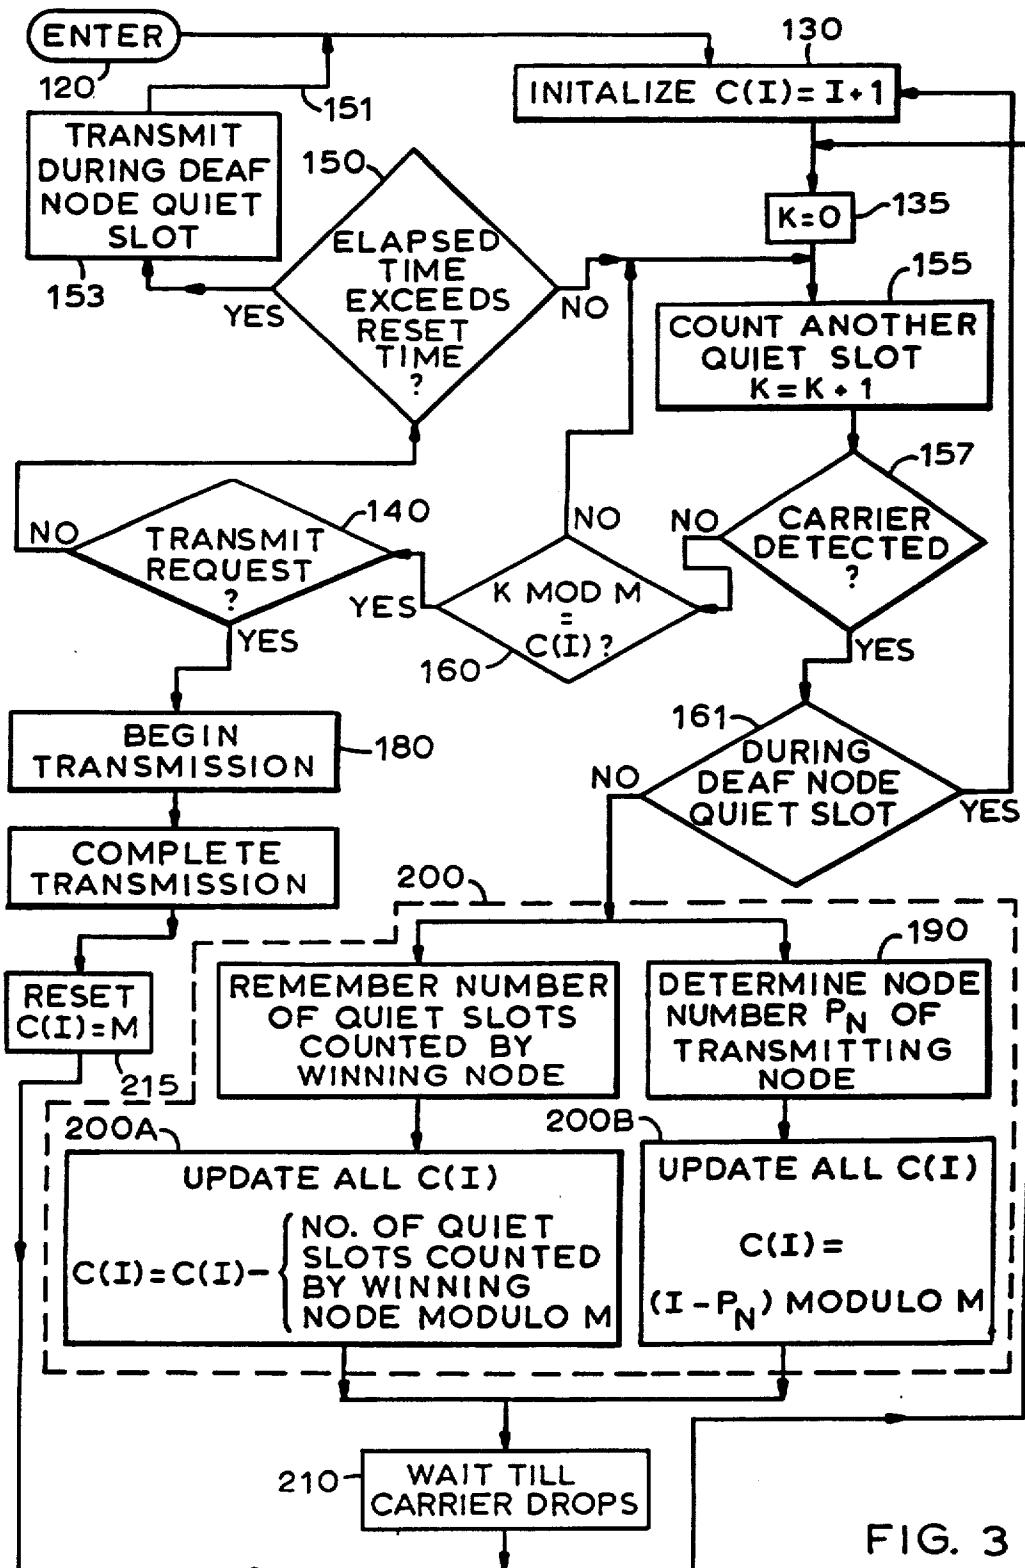 ENTER
120
151
130
INITALIZE C(I)=I+1
TRANSMIT
DURING DEAF
NODE QUIET
SLOT
153
150
ELAPSED
TIME
EXCEEDS
RESET
TIME
?
YES
NO
K=0
135
155
COUNT ANOTHER
QUIET SLOT
K=K+1
157
CARRIER
DETECTED
?
NO
YES
140
TRANSMIT
REQUEST
?
NO
YES
K MOD M
=
C(I)?
160
NO
YES
161
DURING
DEAF NODE
QUIET SLOT
NO
YES
BEGIN
TRANSMISSION
180
COMPLETE
TRANSMISSION
RESET
C(I)=M
215
200
REMEMBER NUMBER
OF QUIET SLOTS
COUNTED BY
WINNING NODE
190
DETERMINE NODE
NUMBER PN OF
TRANSMITTING
NODE
200A
UPDATE ALL C(I)
C(I)=C(I)-{NO. OF QUIET
SLOTS COUNTED
BY WINNING
NODE MODULO M
200B
UPDATE ALL C(I)
C(I)=
(I-PN) MODULO M
210
WAIT TILL
CARRIER DROPS
FIG. 3